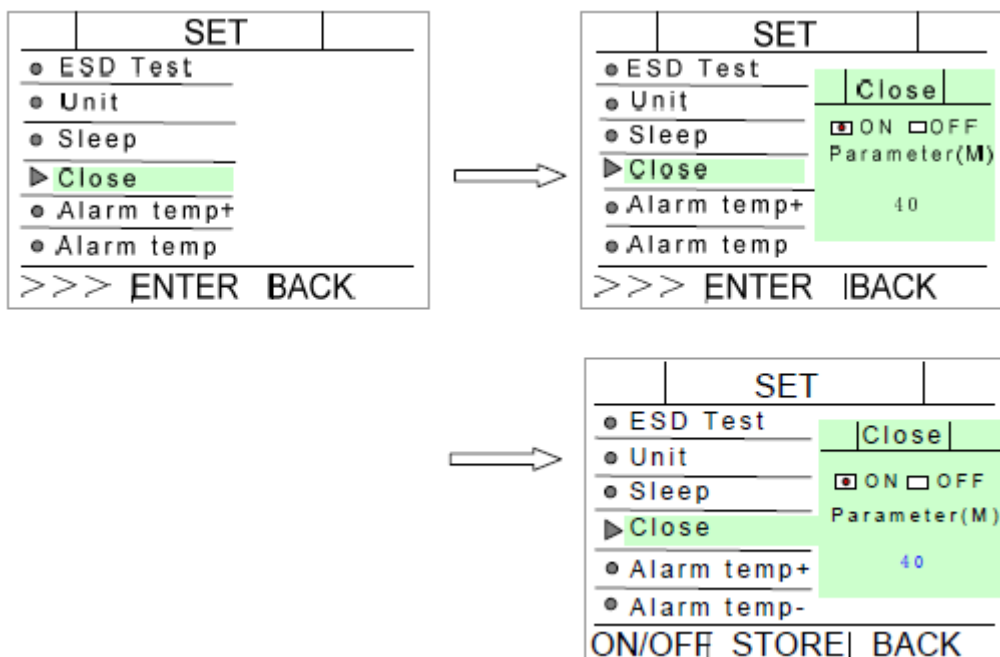 SET
ESD Test
Unit
Sleep
Close
Alarm temp+
Alarm temp
>>> ENTER BACK
SET
ESD Test
Unit
Sleep
Close
Alarm temp+
Alarm temp
Close
ON OFF
Parameter(M)
40
>>> ENTER BACK
SET
ESD Test
Unit
Sleep
Close
Alarm temp+
Alarm temp-
Close
ON OFF
Parameter(M)
40
ON/OFF STORE BACK